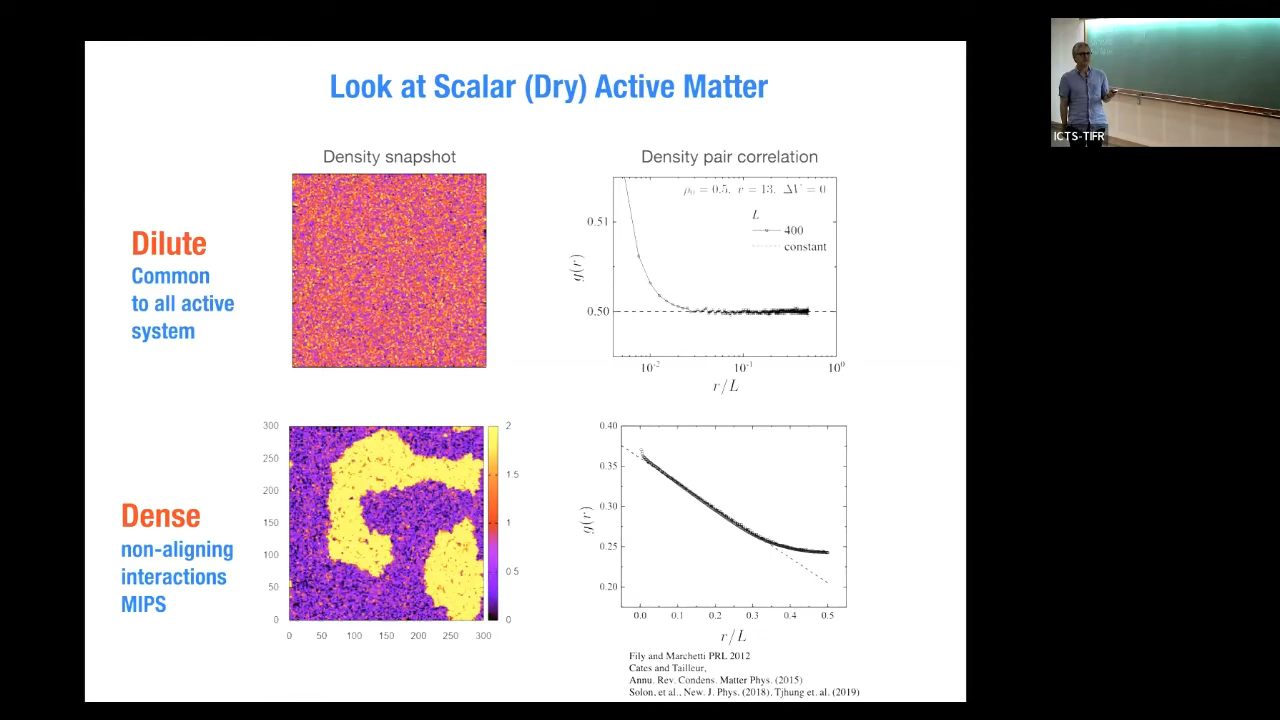 Look at Scalar (Dry) Active Matter
ICTS-TIFR
Density snapshot
Density pair correlation
Dilute
Common
to all active
system
ρ₀ = 0.5, r = 13, ΔV = 0
L
400
constant
0.51
0.50
g(r)
10⁻² 10⁻¹ 10⁰
r/L
Dense
non-aligning
interactions
MIPS
300
250
200
150
100
50
0
0 50 100 150 200 250 300
2
1.5
1
0.5
0
0.40
0.35
0.30
0.25
0.20
g(r)
0.0 0.1 0.2 0.3 0.4 0.5
r/L
Fily and Marchetti PRL 2012
Cates and Tailleur,
Annu. Rev. Condens. Matter Phys. (2015)
Solon, et al., New J. Phys. (2018), Tjhung et. al. (2019)